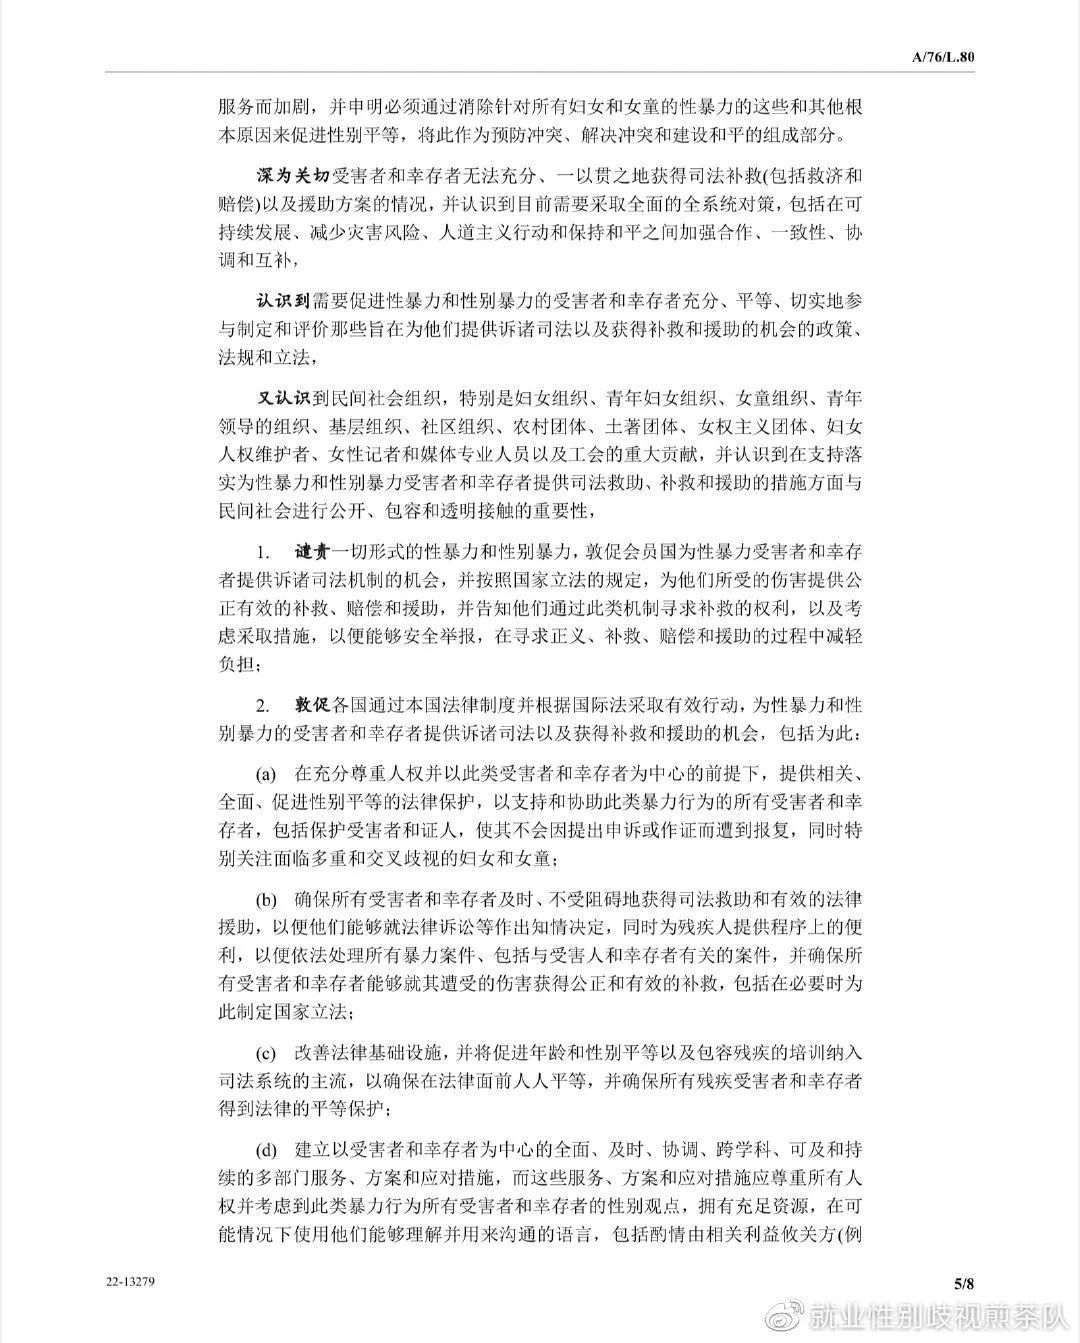 A/76/L.80
服务而加剧，并申明必须通过消除针对所有妇女和女童的性暴力的这些和其他根
本原因来促进性别平等，将此作为预防冲突、解决冲突和建设和平的组成部分。
深为关切受害者和幸存者无法充分、一以贯之地获得司法补救(包括救济和
赔偿)以及援助方案的情况，并认识到目前需要采取全面的全系统对策，包括在可
持续发展、减少灾害风险、人道主义行动和保持和平之间加强合作、一致性、协
调和互补，
认识到需要促进性暴力和性别暴力的受害者和幸存者充分、平等、切实地参
与制定和评价那些旨在为他们提供诉诸司法以及获得补救和援助的机会的政策、
法规和立法，
又认识到民间社会组织，特别是妇女组织、青年妇女组织、女童组织、青年
领导的组织、基层组织、社区组织、农村团体、土著团体、女权主义团体、妇女
人权维护者、女性记者和媒体专业人员以及工会的重大贡献，并认识到在支持落
实为性暴力和性别暴力受害者和幸存者提供司法救助、补救和援助的措施方面与
民间社会进行公开、包容和透明接触的重要性，
1. 谴责一切形式的性暴力和性别暴力，敦促会员国为性暴力受害者和幸存
者提供诉诸司法机制的机会，并按照国家立法的规定，为他们所受的伤害提供公
正有效的补救、赔偿和援助，并告知他们通过此类机制寻求补救的权利，以及考
虑采取措施，以便能够安全举报，在寻求正义、补救、赔偿和援助的过程中减轻
负担；
2. 敦促各国通过本国法律制度并根据国际法采取有效行动，为性暴力和性
别暴力的受害者和幸存者提供诉诸司法以及获得补救和援助的机会，包括为此：
(a) 在充分尊重人权并以此类受害者和幸存者为中心的前提下，提供相关、
全面、促进性别平等的法律保护，以支持和协助此类暴力行为的所有受害者和幸
存者，包括保护受害者和证人，使其不会因提出申诉或作证而遭到报复，同时特
别关注面临多重和交叉歧视的妇女和女童；
(b) 确保所有受害者和幸存者及时、不受阻碍地获得司法救助和有效的法律
援助，以便他们能够就法律诉讼等作出知情决定，同时为残疾人提供程序上的便
利，以便依法处理所有暴力案件、包括与受害人和幸存者有关的案件，并确保所
有受害者和幸存者能够就其遭受的伤害获得公正和有效的补救，包括在必要时为
此制定国家立法；
(c) 改善法律基础设施，并将促进年龄和性别平等以及包容残疾的培训纳入
司法系统的主流，以确保在法律面前人人平等，并确保所有残疾受害者和幸存者
得到法律的平等保护；
(d) 建立以受害者和幸存者为中心的全面、及时、协调、跨学科、可及和持
续的多部门服务、方案和应对措施，而这些服务、方案和应对措施应尊重所有人
权并考虑到此类暴力行为所有受害者和幸存者的性别观点，拥有充足资源，在可
能情况下使用他们能够理解并用来沟通的语言，包括酌情由相关利益攸关方(例
22-13279
5/8
就业性别歧视煎茶队